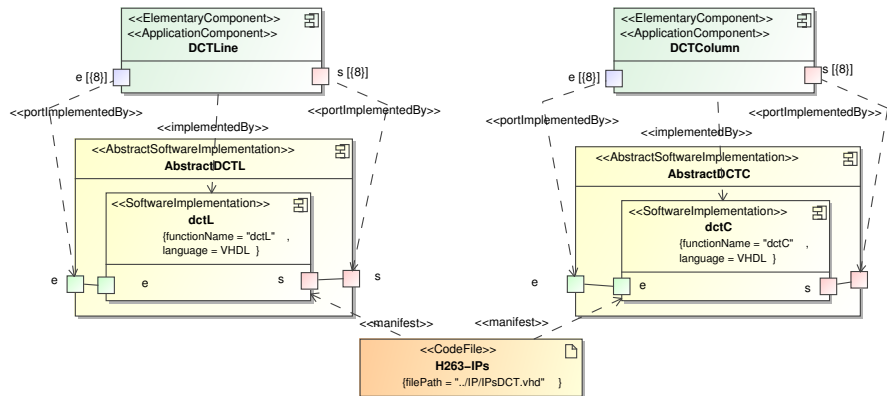 <<ElementaryComponent>>
<<ApplicationComponent>>
DCTLine
e [{8}]
s [{8}]
<<portImplementedBy>>
<<portImplementedBy>>
<<implementedBy>>
<<AbstractSoftwareImplementation>>
AbstractDCTL
<<SoftwareImplementation>>
dctL
{functionName = "dctL" ,
language = VHDL }
e
e
s
s
<<ElementaryComponent>>
<<ApplicationComponent>>
DCTColumn
e [{8}]
s [{8}]
<<portImplementedBy>>
<<portImplementedBy>>
<<implementedBy>>
<<AbstractSoftwareImplementation>>
AbstractDCTC
<<SoftwareImplementation>>
dctC
{functionName = "dctC" ,
language = VHDL }
e
e
s
s
<<manifest>>
<<manifest>>
<<CodeFile>>
H263–IPs
{filePath = "../IP/IPsDCT.vhd" }